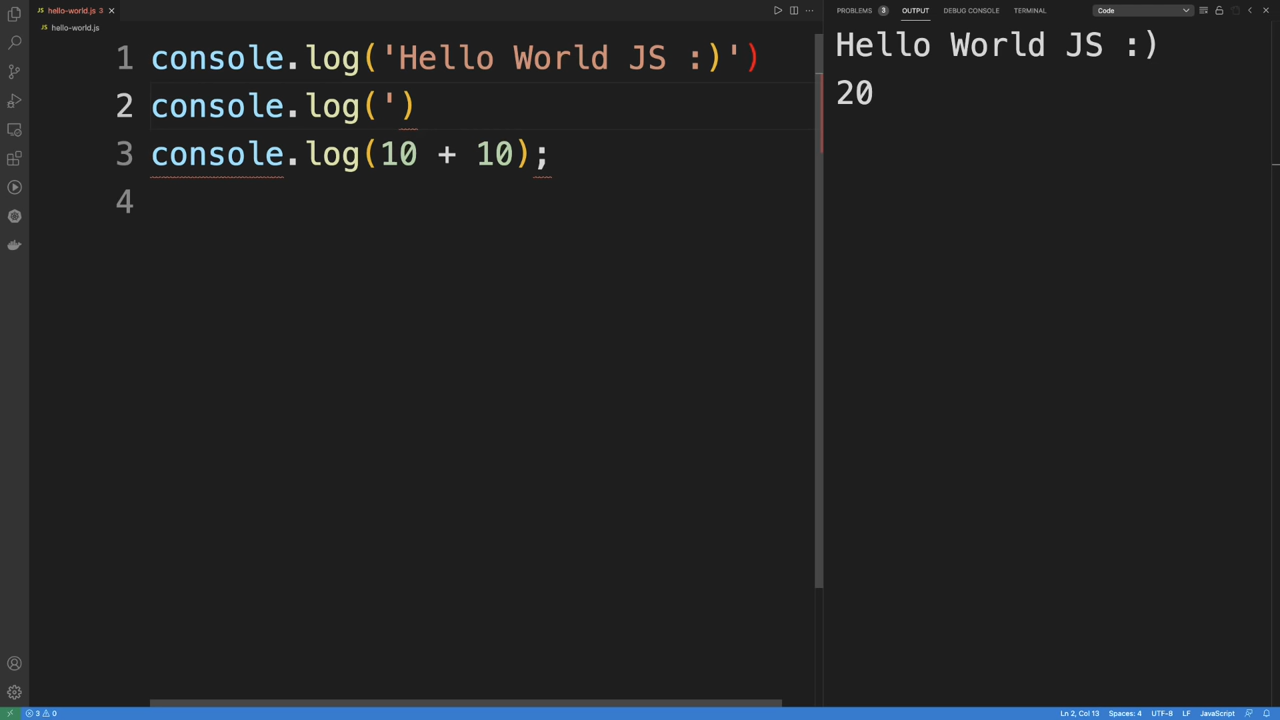 JS hello-world.js 3
JS hello-world.js
1 console.log('Hello World JS :)')
2 console.log(')
3 console.log(10 + 10);
4
PROBLEMS 3 OUTPUT DEBUG CONSOLE TERMINAL Code
Hello World JS :)
20
3 0 Ln 2, Col 13 Spaces: 4 UTF-8 LF JavaScript